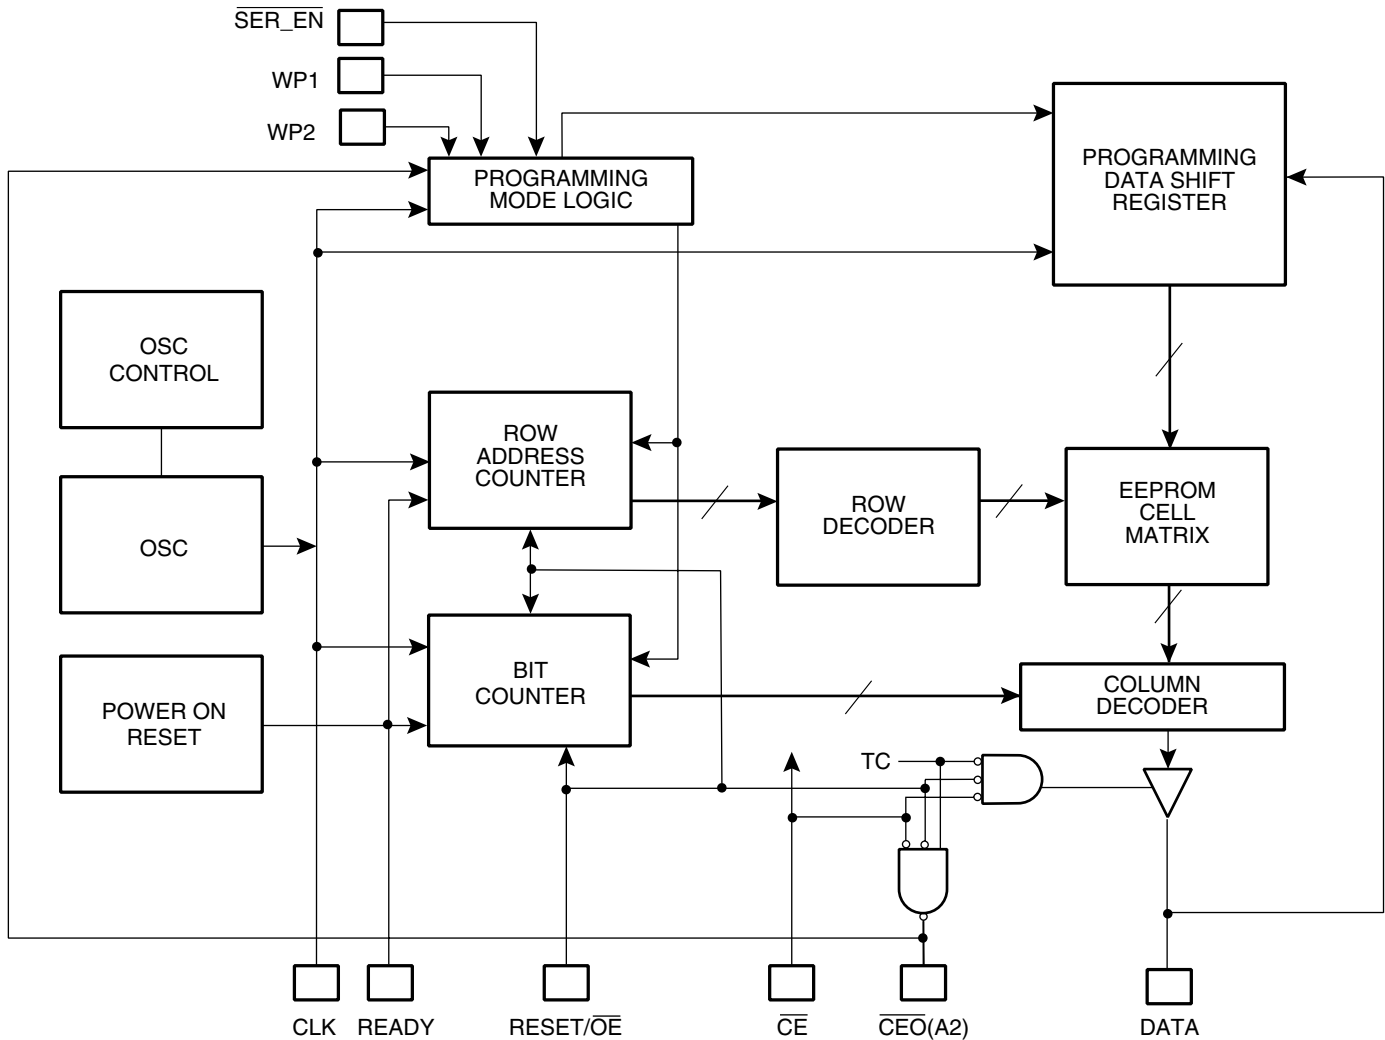 SER_EN
WP1
WP2
PROGRAMMING
MODE LOGIC
PROGRAMMING
DATA SHIFT
REGISTER
OSC
CONTROL
ROW
ADDRESS
COUNTER
ROW
DECODER
EEPROM
CELL
MATRIX
OSC
BIT
COUNTER
COLUMN
DECODER
POWER ON
RESET
TC
CLK
READY
RESET/OE
CE
CEO(A2)
DATA